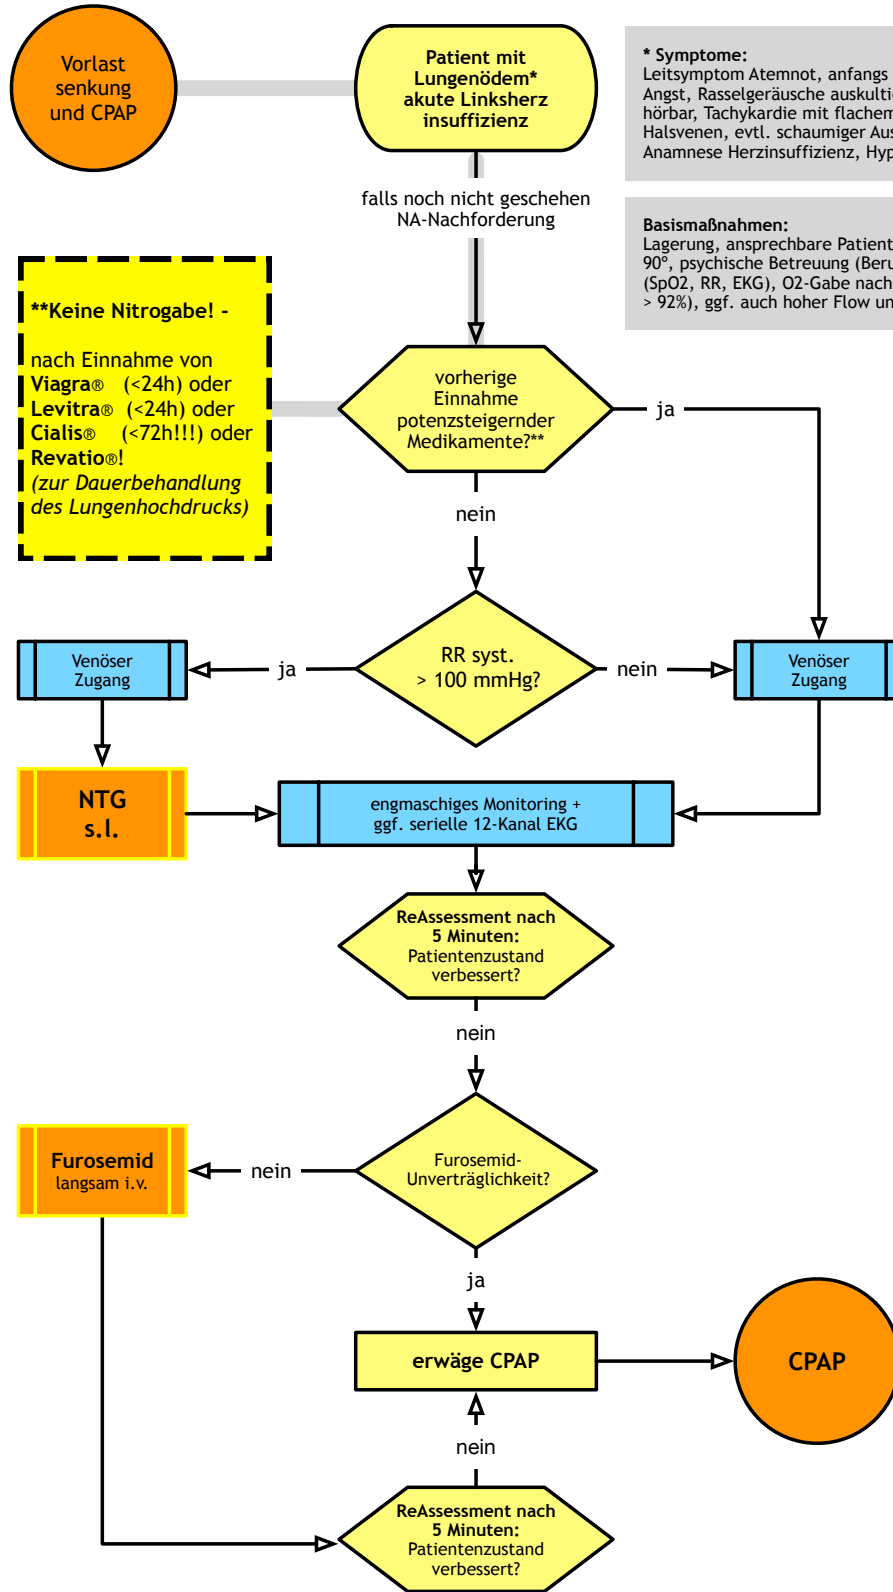 Vorlast
senkung
und CPAP
Patient mit
Lungenödem*
akute Linksherz
insuffizienz
* Symptome:
Leitsymptom Atemnot, anfangs
Angst, Rasselgeräusche
hörbar, Tachykardie mit flachem
Halsvenen, evtl. schaumiger
Anamnese Herzinsuffizienz,
falls noch nicht geschehen
NA-Nachforderung
Basismaßnahmen:
Lagerung, ansprechbare
90°, psychische Betreuung
(SpO2, RR, EKG), O2-Gabe nach
> 92%), ggf. auch hoher Flow
**Keine Nitrogabe! -
nach Einnahme von
Viagra® (<24h) oder
Levitra® (<24h) oder
Cialis® (<72h!!!) oder
Revatio®!
(zur Dauerbehandlung
des Lungenhochdrucks)
vorherige
Einnahme
potenzsteigernder
Medikamente?**
ja
nein
RR syst.
> 100 mmHg?
ja
nein
Venöser
Zugang
Venöser
Zugang
NTG
s.l.
engmaschiges Monitoring +
ggf. serielle 12-Kanal EKG
ReAssessment nach
5 Minuten:
Patientenzustand
verbessert?
nein
Furosemid-
Unverträglichkeit?
nein
Furosemid
langsam i.v.
ja
erwäge CPAP
CPAP
nein
ReAssessment nach
5 Minuten:
Patientenzustand
verbessert?